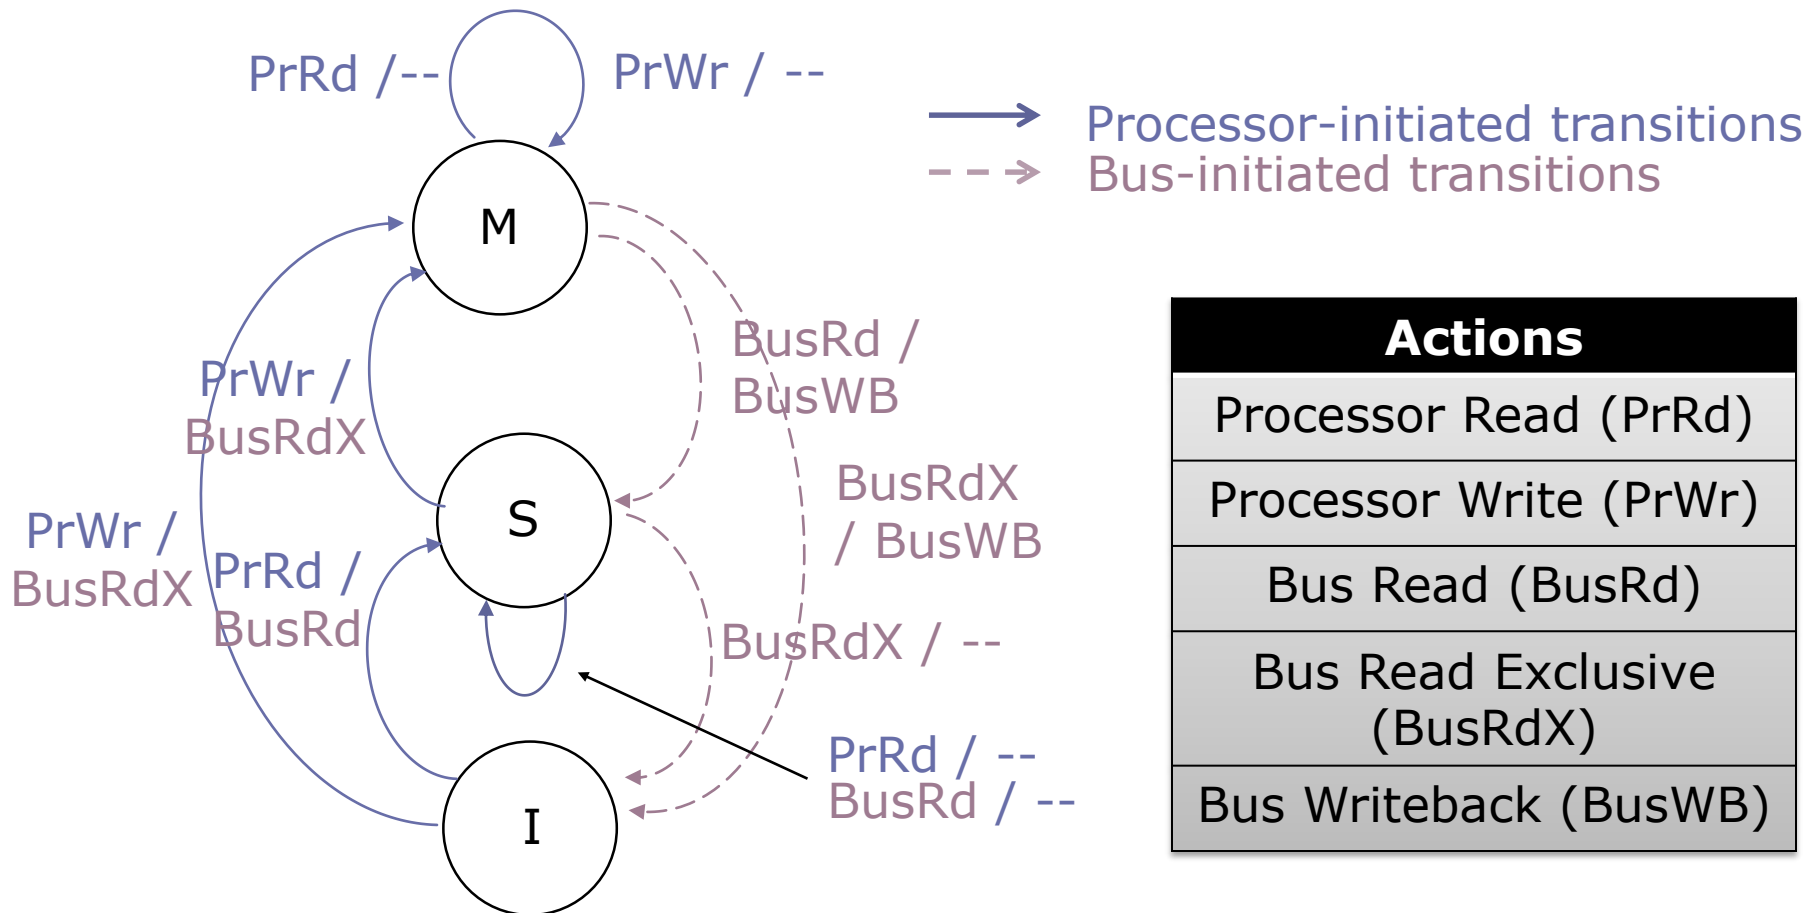 PrRd /--
PrWr / --
Processor-initiated transitions
Bus-initiated transitions
M
BusRd /
BusWB
PrWr /
BusRdX
S
BusRdX
/ BusWB
PrWr /
BusRdX
PrRd /
BusRd
BusRdX / --
PrRd / --
BusRd / --
I
Actions
Processor Read (PrRd)
Processor Write (PrWr)
Bus Read (BusRd)
Bus Read Exclusive
(BusRdX)
Bus Writeback (BusWB)